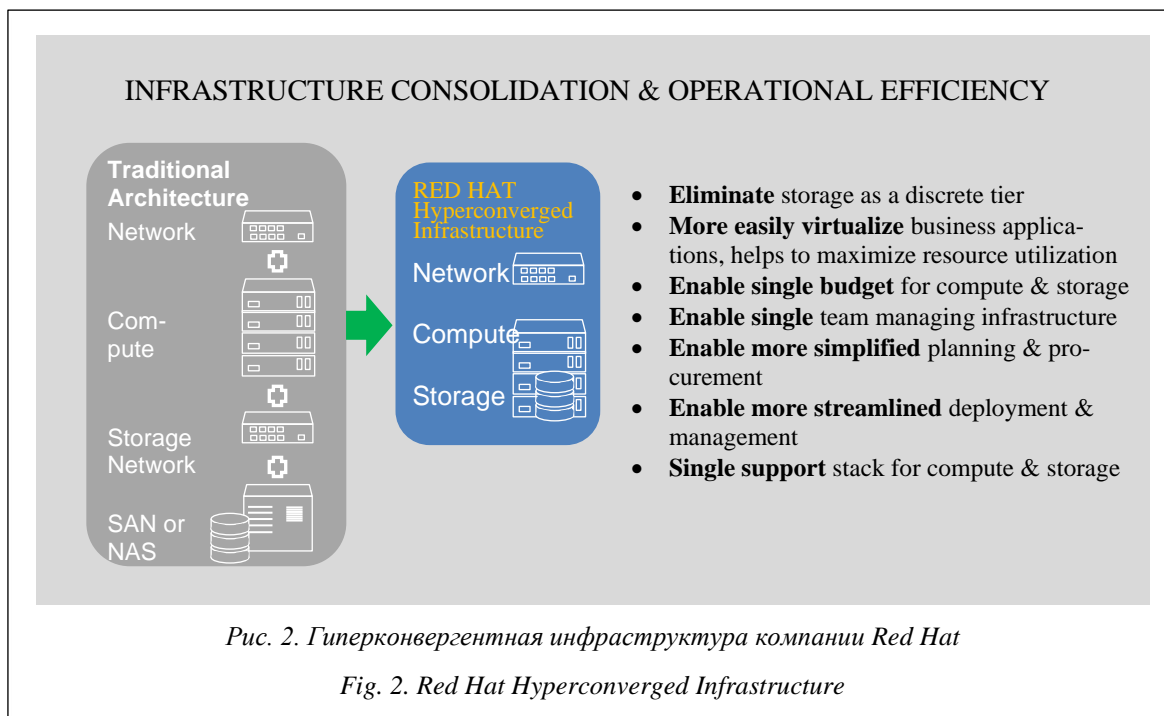 INFRASTRUCTURE CONSOLIDATION & OPERATIONAL EFFICIENCY
Traditional
Architecture
Network
Com-
pute
Storage
Network
SAN or
NAS
RED HAT
Hyperconverged
Infrastructure
Network
Compute
Storage
• Eliminate storage as a discrete tier
• More easily virtualize business applica-
tions, helps to maximize resource utilization
• Enable single budget for compute & storage
• Enable single team managing infrastructure
• Enable more simplified planning & pro-
curement
• Enable more streamlined deployment &
management
• Single support stack for compute & storage
Рис. 2. Гиперконвергентная инфраструктура компании Red Hat
Fig. 2. Red Hat Hyperconverged Infrastructure